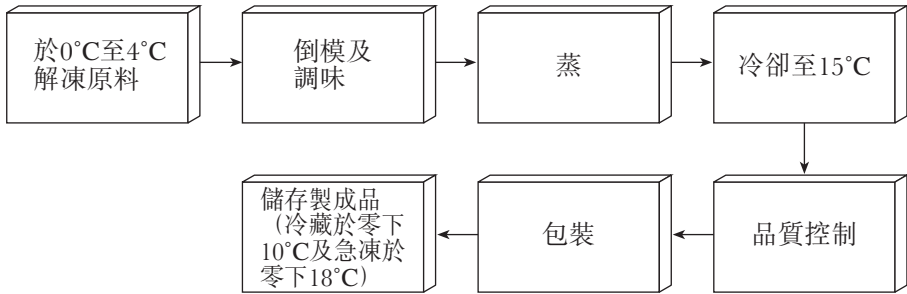 於0°C至4°C
解凍原料
倒模及
調味
蒸
冷卻至15°C
品質控制
包裝
儲存製成品
（冷藏於零下
10°C及急凍於
零下18°C）